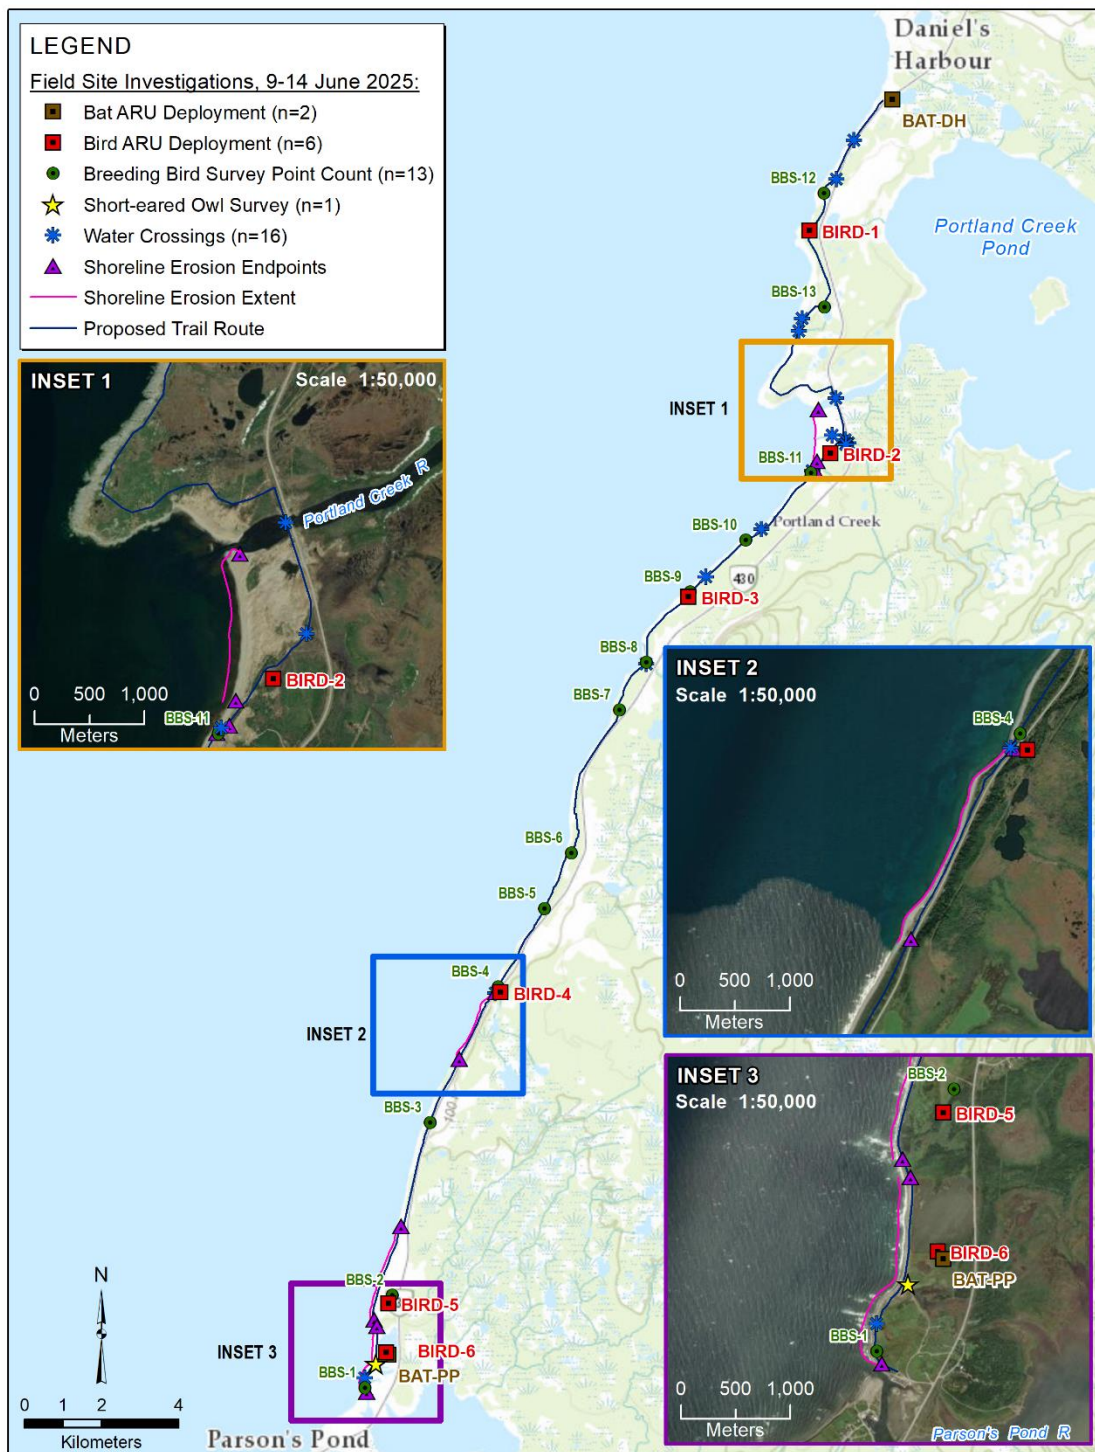 LEGEND
Field Site Investigations, 9-14 June 2025:
Bat ARU Deployment (n=2)
Bird ARU Deployment (n=6)
Breeding Bird Survey Point Count (n=13)
Short-eared Owl Survey (n=1)
Water Crossings (n=16)
Shoreline Erosion Endpoints
Shoreline Erosion Extent
Proposed Trail Route
Daniel's
Harbour
BAT-DH
BBS-12
BIRD-1
Portland Creek
Pond
BBS-13
INSET 1
BBS-11
BIRD-2
BBS-10
Portland Creek
BBS-9
430
BIRD-3
BBS-8
BBS-7
BBS-6
BBS-5
BBS-4
BIRD-4
INSET 2
BBS-3
BBS-2
BIRD-5
INSET 3
BIRD-6
BBS-1
BAT-PP
Parson's Pond
N
0 1 2 4
Kilometers
INSET 1
Scale 1:50,000
Portland Creek R
BIRD-2
BBS-11
0 500 1,000
Meters
INSET 2
Scale 1:50,000
BBS-4
0 500 1,000
Meters
INSET 3
Scale 1:50,000
BBS-2
BIRD-5
BIRD-6
BAT-PP
BBS-1
0 430 1,000
Meters
Parson's Pond R